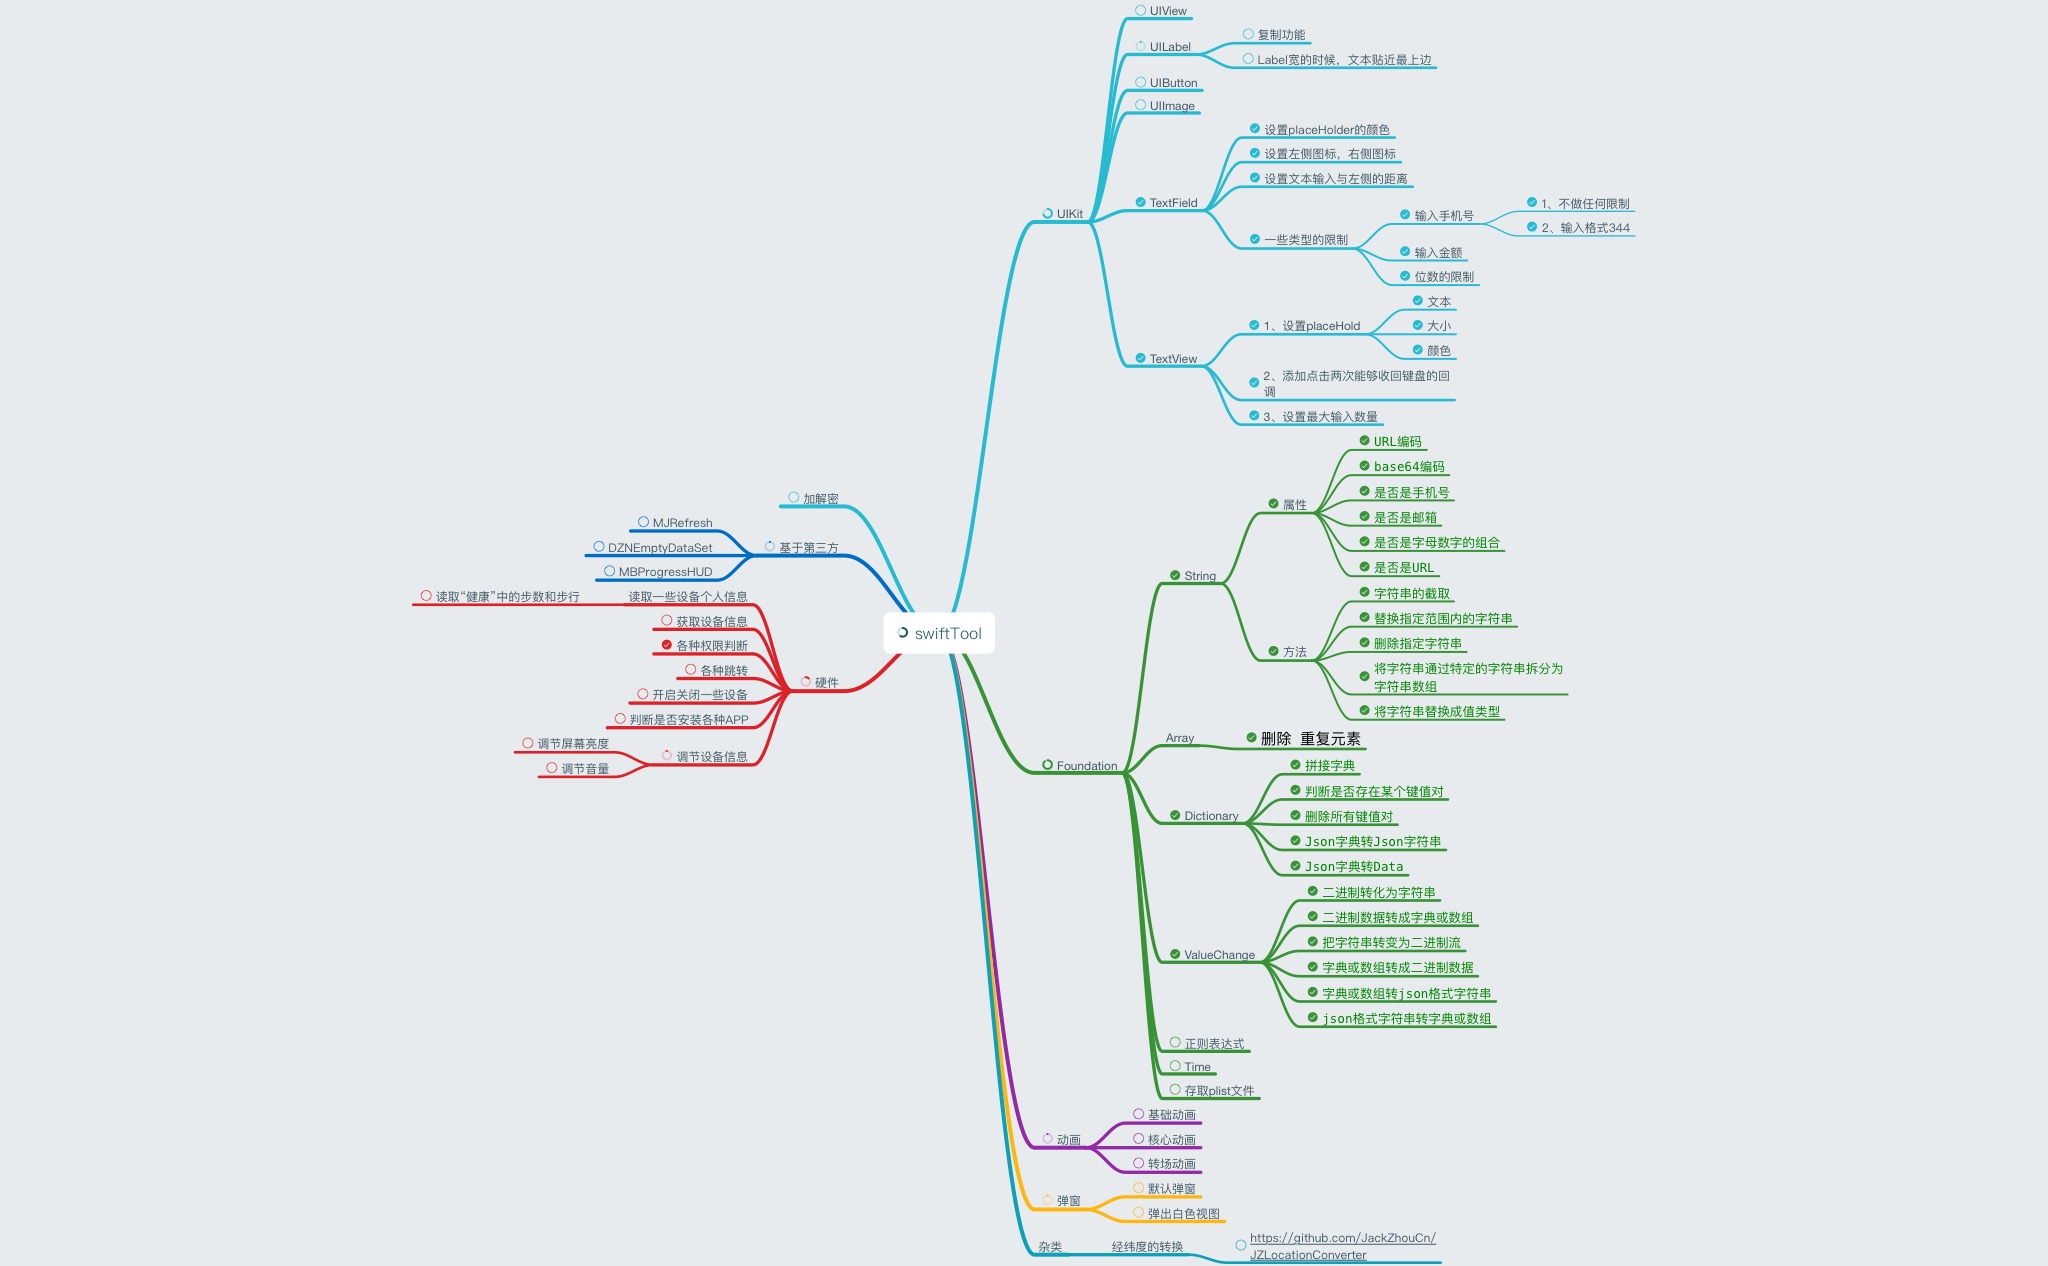 swiftTool
UIKit
UIView
UILabel
复制功能
Label宽的时候，文本贴近最上边
UIButton
UIImage
TextField
设置placeHolder的颜色
设置左侧图标，右侧图标
设置文本输入与左侧的距离
一些类型的限制
输入手机号
1、不做任何限制
2、输入格式344
输入金额
位数的限制
TextView
1、设置placeHold
文本
大小
颜色
2、添加点击两次能够收回键盘的回
调
3、设置最大输入数量
Foundation
String
属性
URL编码
base64编码
是否是手机号
是否是邮箱
是否是字母数字的组合
是否是URL
方法
字符串的截取
替换指定范围内的字符串
删除指定字符串
将字符串通过特定的字符串拆分为
字符串数组
将字符串替换成值类型
Array
删除 重复元素
Dictionary
拼接字典
判断是否存在某个键值对
删除所有键值对
Json字典转Json字符串
Json字典转Data
ValueChange
二进制转化为字符串
二进制数据转成字典或数组
把字符串转变为二进制流
字典或数组转成二进制数据
字典或数组转json格式字符串
json格式字符串转字典或数组
正则表达式
Time
存取plist文件
动画
基础动画
核心动画
转场动画
弹窗
默认弹窗
弹出白色视图
杂类
经纬度的转换
https://github.com/JackZhouCn/
JZLocationConverter
加解密
基于第三方
MJRefresh
DZNEmptyDataSet
MBProgressHUD
硬件
读取一些设备个人信息
读取“健康”中的步数和步行
获取设备信息
各种权限判断
各种跳转
开启关闭一些设备
判断是否安装各种APP
调节设备信息
调节屏幕亮度
调节音量